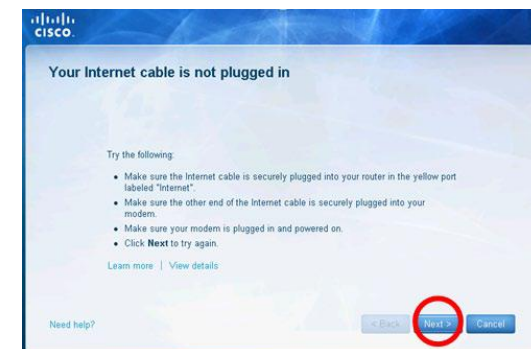 CISCO.
Your Internet cable is not plugged in
Try the following:
• Make sure the Internet cable is securely plugged into your router in the yellow port
labeled "Internet".
• Make sure the other end of the Internet cable is securely plugged into your
modem.
• Make sure your modem is plugged in and powered on.
• Click Next to try again.
Learn more | View details
Need help? < Back Next > Cancel